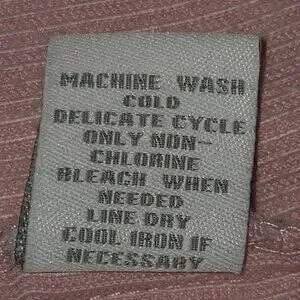 MACHINE WASH
COLD
DELICATE CYCLE
ONLY NON-
CHLORINE
BLEACH WHEN
NEEDED
LINE DRY
COOL IRON IF
NECESSARY